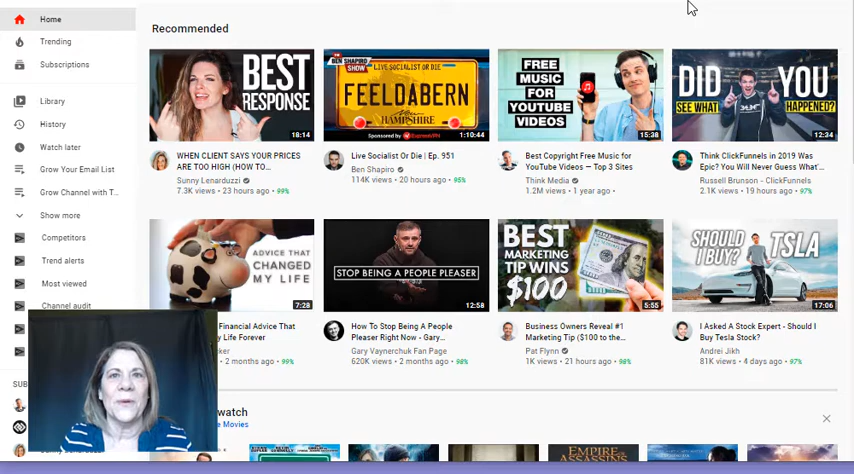 Home
Trending
Subscriptions
Library
History
Watch later
Grow Your Email List
Grow Channel with T...
Show more
Competitors
Trend alerts
Most viewed
Channel audit
SUB
Recommended
BEST
RESPONSE
18:14
WHEN CLIENT SAYS YOUR PRICES
ARE TOO HIGH (HOW TO...
Sunny Lenarduzzi
7.3K views • 23 hours ago • 99%
THE
BEN SHAPIRO
SHOW
LIVE SOCIALIST OR DIE
FEELDABERN
New
HAMPSHIRE
Sponsored by ExpressVPN
1:10:44
Live Socialist Or Die | Ep. 951
Ben Shapiro
114K views • 20 hours ago • 95%
FREE
MUSIC FOR
YOUTUBE
VIDEOS
15:38
Best Copyright Free Music for
YouTube Videos — Top 3 Sites
Think Media
1.2M views • 1 year ago •
DID YOU
SEE WHAT HAPPENED?
12:34
Think ClickFunnels in 2019 Was
Epic? You Will Never Guess What'...
Russell Brunson - ClickFunnels
2.1K views • 19 hours ago • 97%
ADVICE THAT
CHANGED
MY LIFE
7:28
Financial Advice That
y Life Forever
cker
• 2 months ago • 99%
STOP BEING A PEOPLE PLEASER
12:58
How To Stop Being A People
Pleaser Right Now - Gary...
Gary Vaynerchuk Fan Page
620K views • 2 months ago • 98%
BEST
MARKETING
TIP WINS
$100
5:55
Business Owners Reveal #1
Marketing Tip ($100 to the...
Pat Flynn
1K views • 21 hours ago • 98%
SHOULD
I BUY?
TSLA
17:06
I Asked A Stock Expert - Should I
Buy Tesla Stock?
Andrei Jikh
81K views • 4 days ago • 97%
watch
e Movies
EMPIRE OF
ASSASSINS